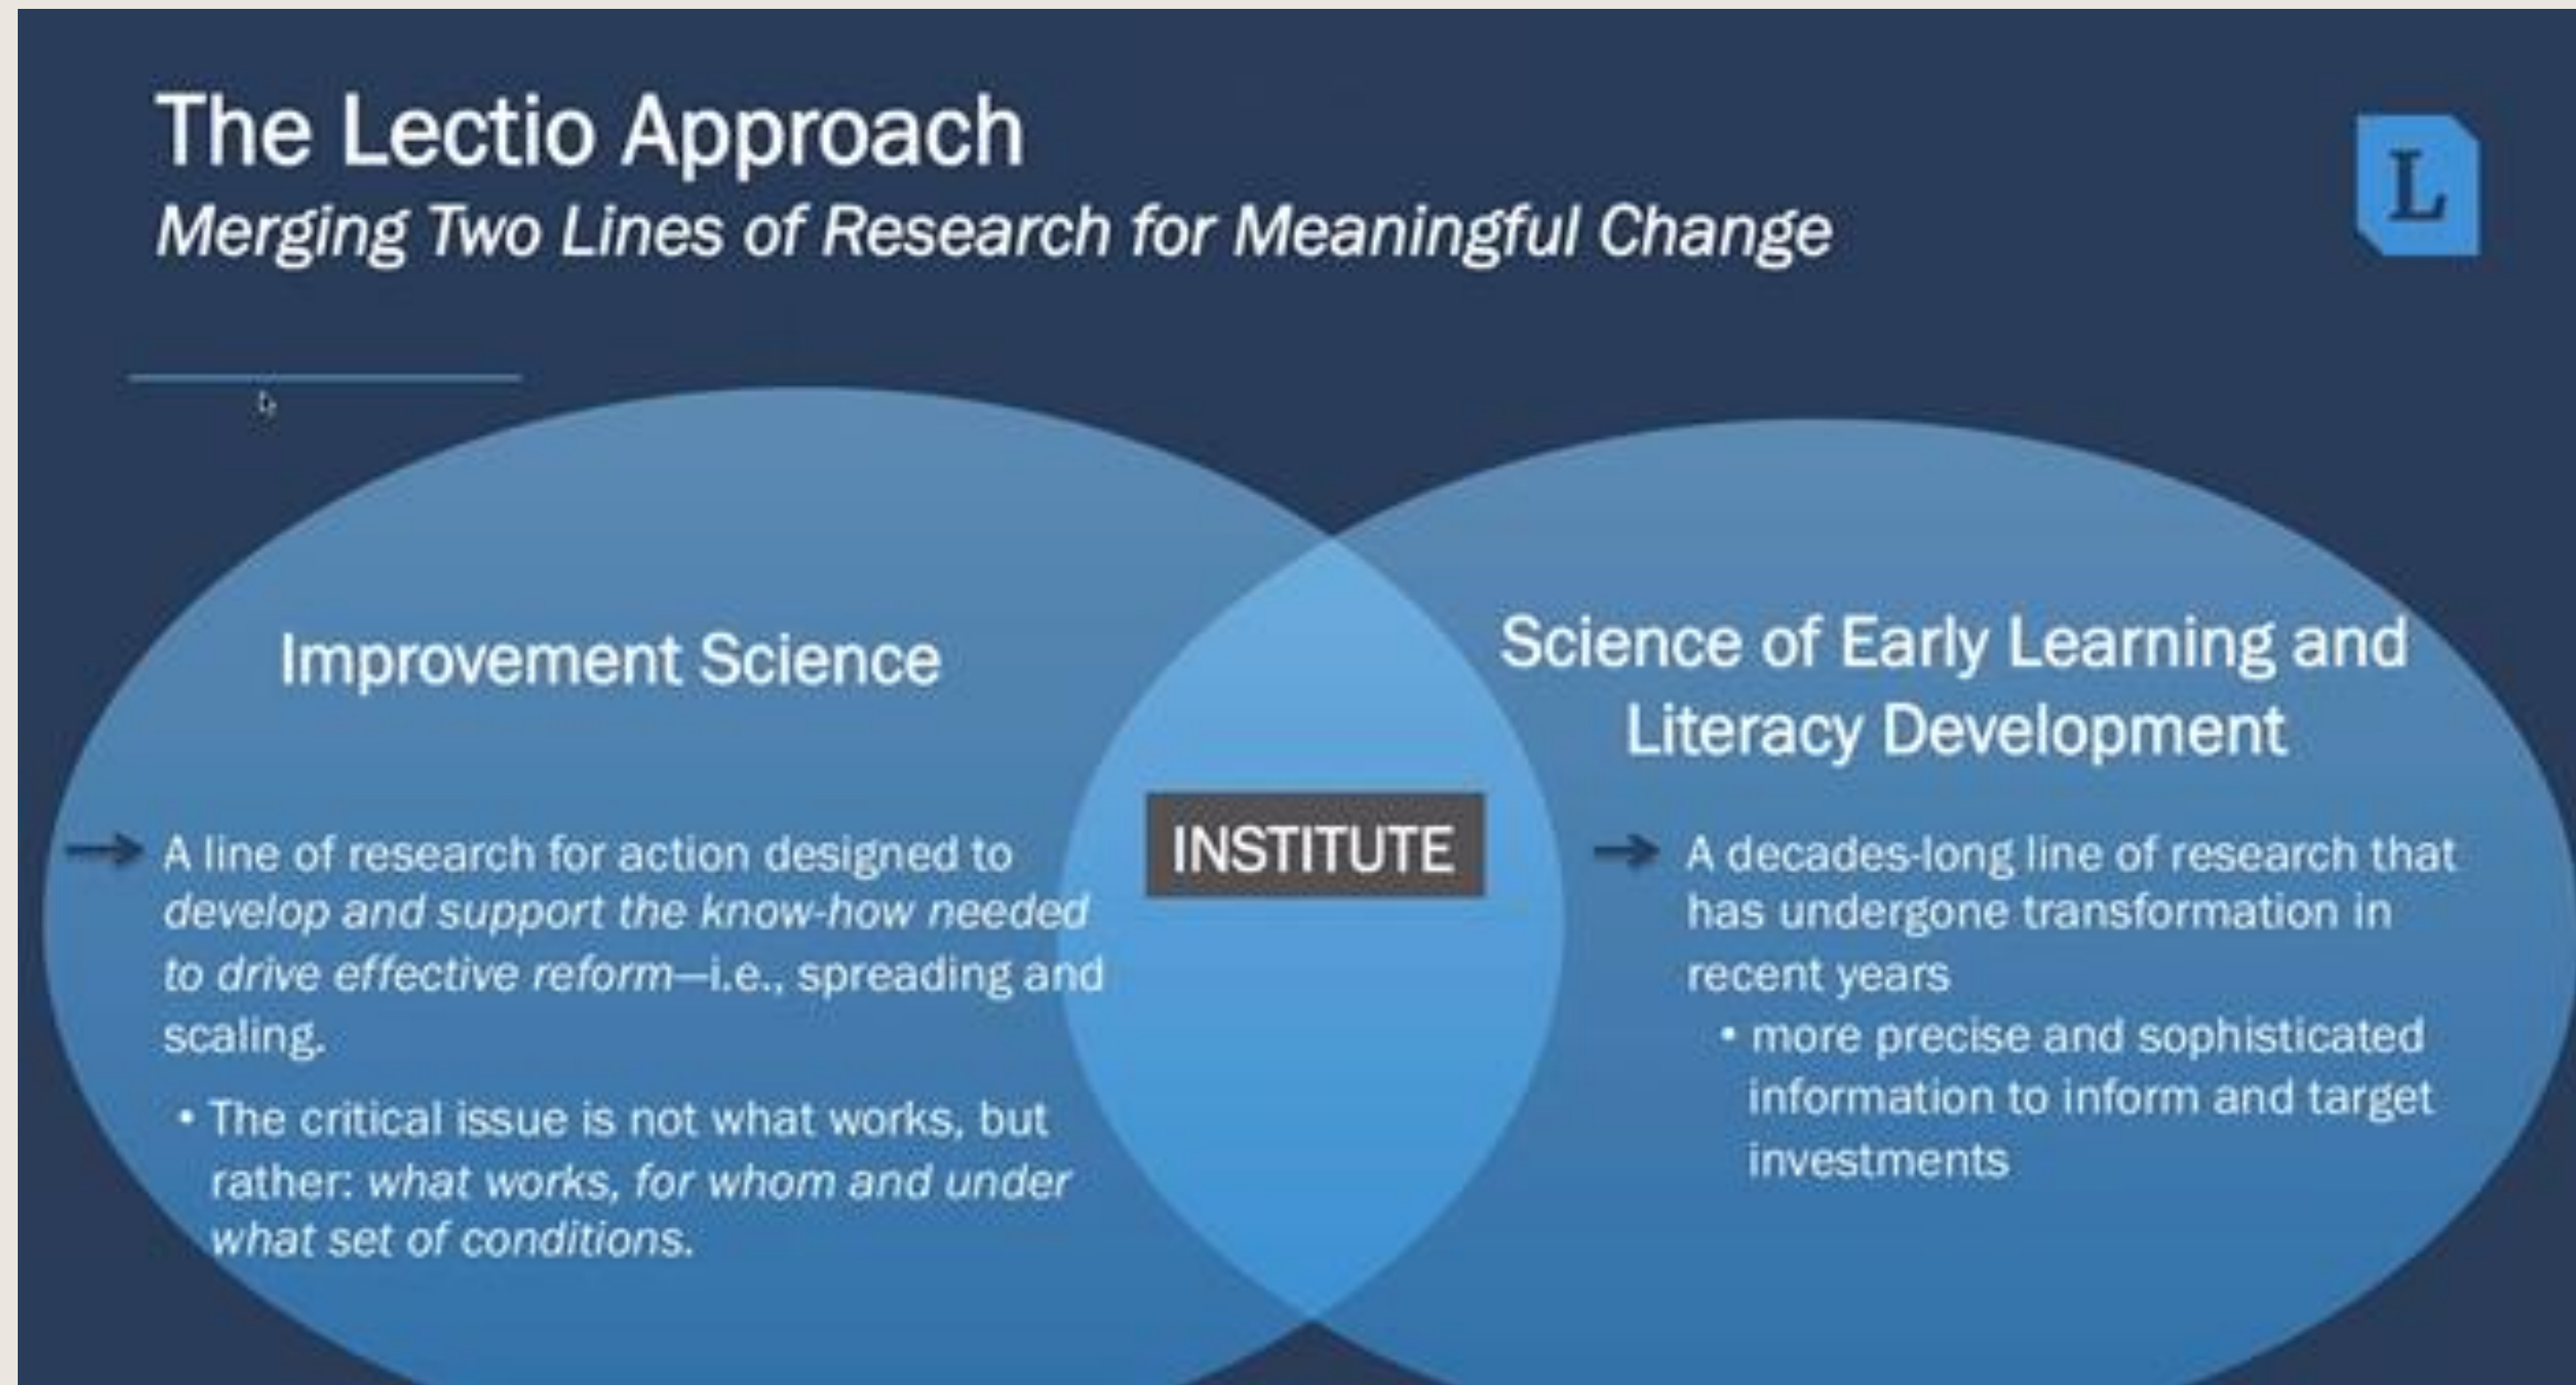 The Lectio Approach
Merging Two Lines of Research for Meaningful Change
L
Improvement Science
A line of research for action designed to
develop and support the know-how needed
to drive effective reform—i.e., spreading and
scaling.
• The critical issue is not what works, but
rather: what works, for whom and under
what set of conditions.
INSTITUTE
Science of Early Learning and
Literacy Development
A decades-long line of research that
has undergone transformation in
recent years
• more precise and sophisticated
information to inform and target
investments